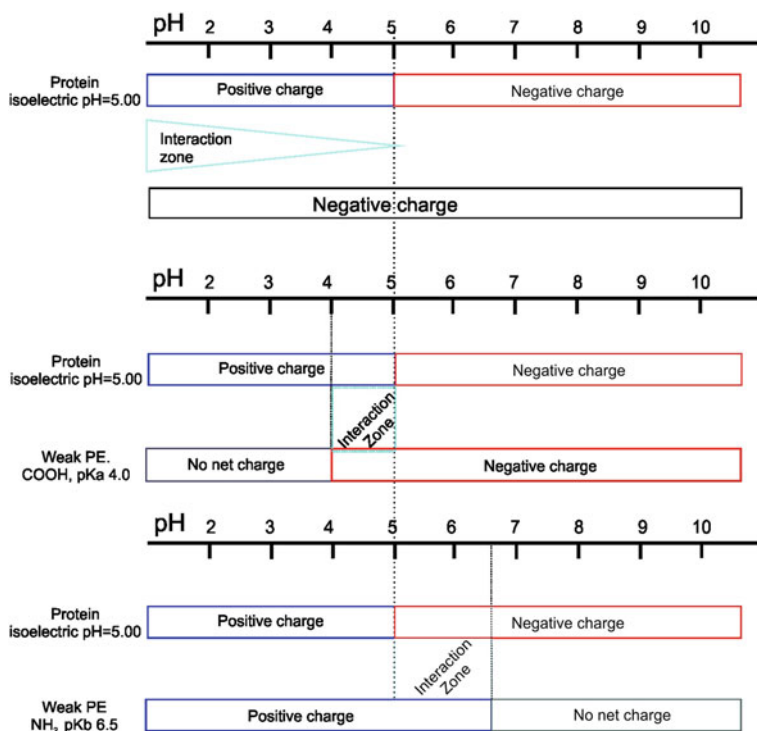 pH 2 3 4 5 6 7 8 9 10
Protein
isoelectric pH=5.00
Positive charge
Negative charge
Interaction
zone
Negative charge
pH 2 3 4 5 6 7 8 9 10
Protein
isoelectric pH=5.00
Positive charge
Negative charge
Interaction
Zone
Weak PE.
COOH, pKa 4.0
No net charge
Negative charge
pH 2 3 4 5 6 7 8 9 10
Protein
isoelectric pH=5.00
Positive charge
Negative charge
Interaction
Zone
Weak PE
NH, pKb 6.5
Positive charge
No net charge